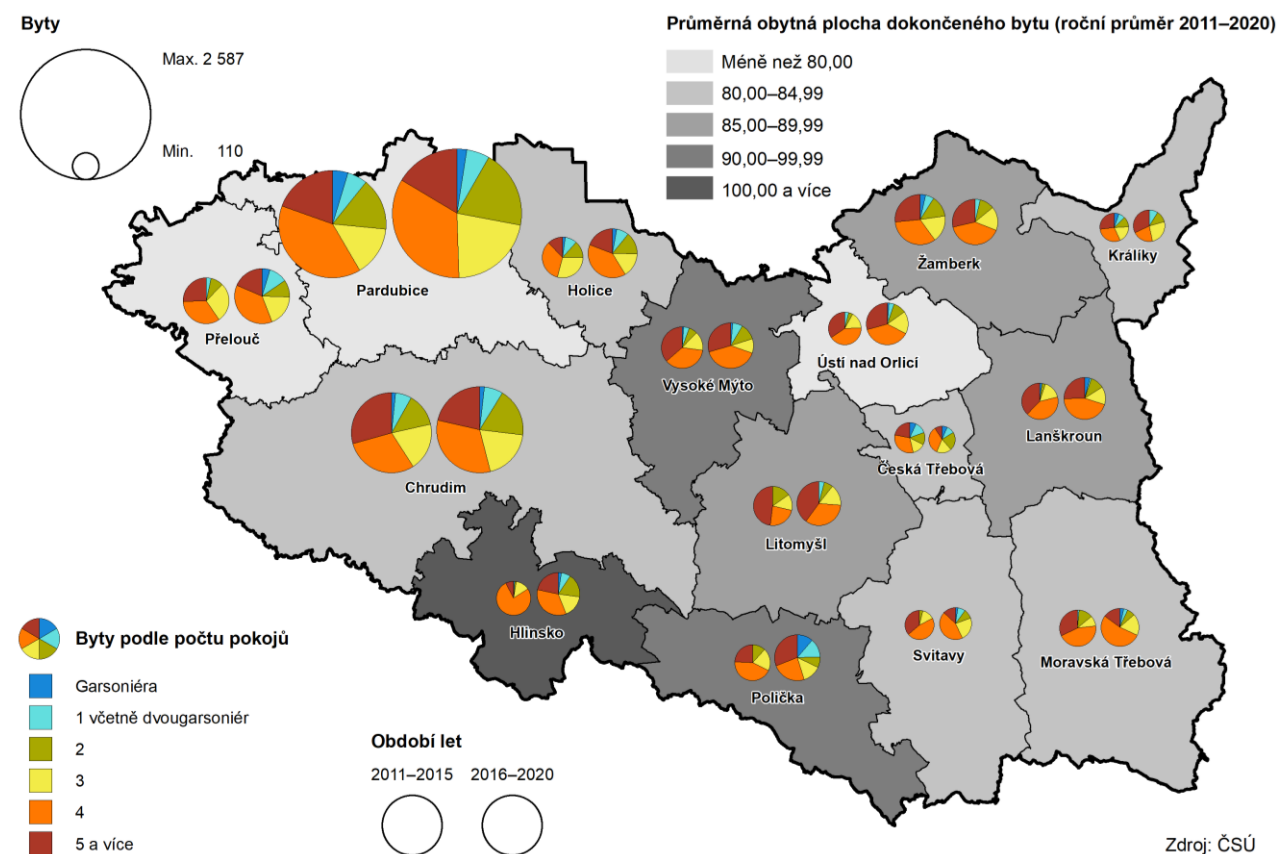 Byty
Max. 2 587
Min. 110
Průměrná obytná plocha dokončeného bytu (roční průměr 2011–2020)
Méně než 80,00
80,00–84,99
85,00–89,99
90,00–99,99
100,00 a více
Pardubice
Holice
Žamberk
Králíky
Přelouč
Vysoké Mýto
Ústí nad Orlicí
Lanškroun
Česká Třebová
Chrudim
Litomyšl
Hlinsko
Polička
Svitavy
Moravská Třebová
Byty podle počtu pokojů
Garsoniéra
1 včetně dvougarsoniér
2
3
4
5 a více
Období let
2011–2015 2016–2020
Zdroj: ČSÚ